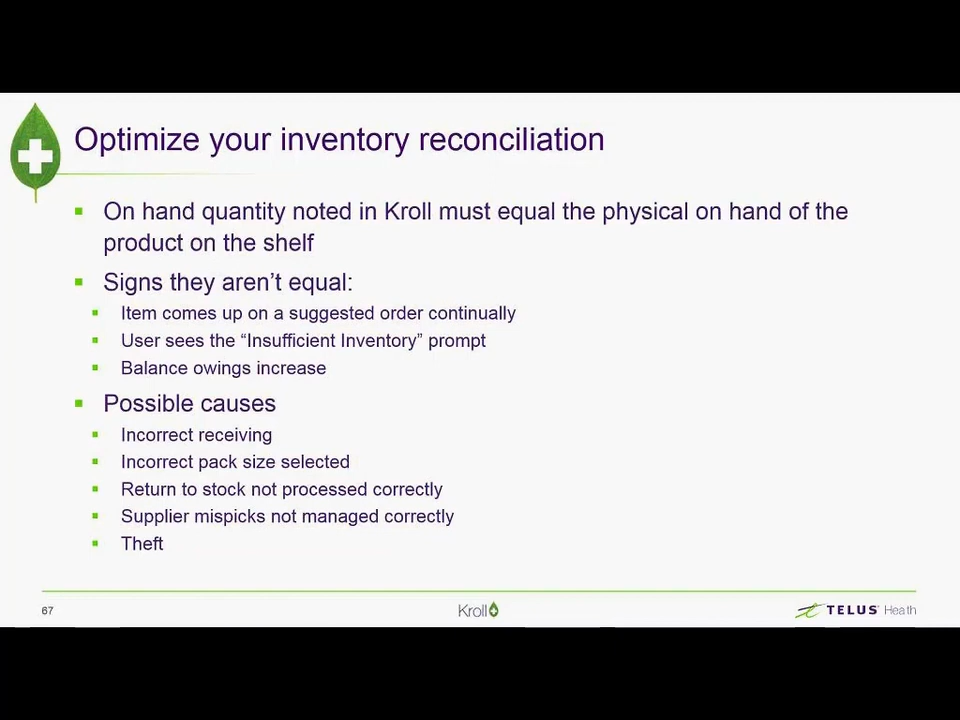 Optimize your inventory reconciliation
On hand quantity noted in Kroll must equal the physical on hand of the
product on the shelf
Signs they aren't equal:
Item comes up on a suggested order continually
User sees the “Insufficient Inventory” prompt
Balance owings increase
Possible causes
Incorrect receiving
Incorrect pack size selected
Return to stock not processed correctly
Supplier mispicks not managed correctly
Theft
67
Kroll
TELUS Health